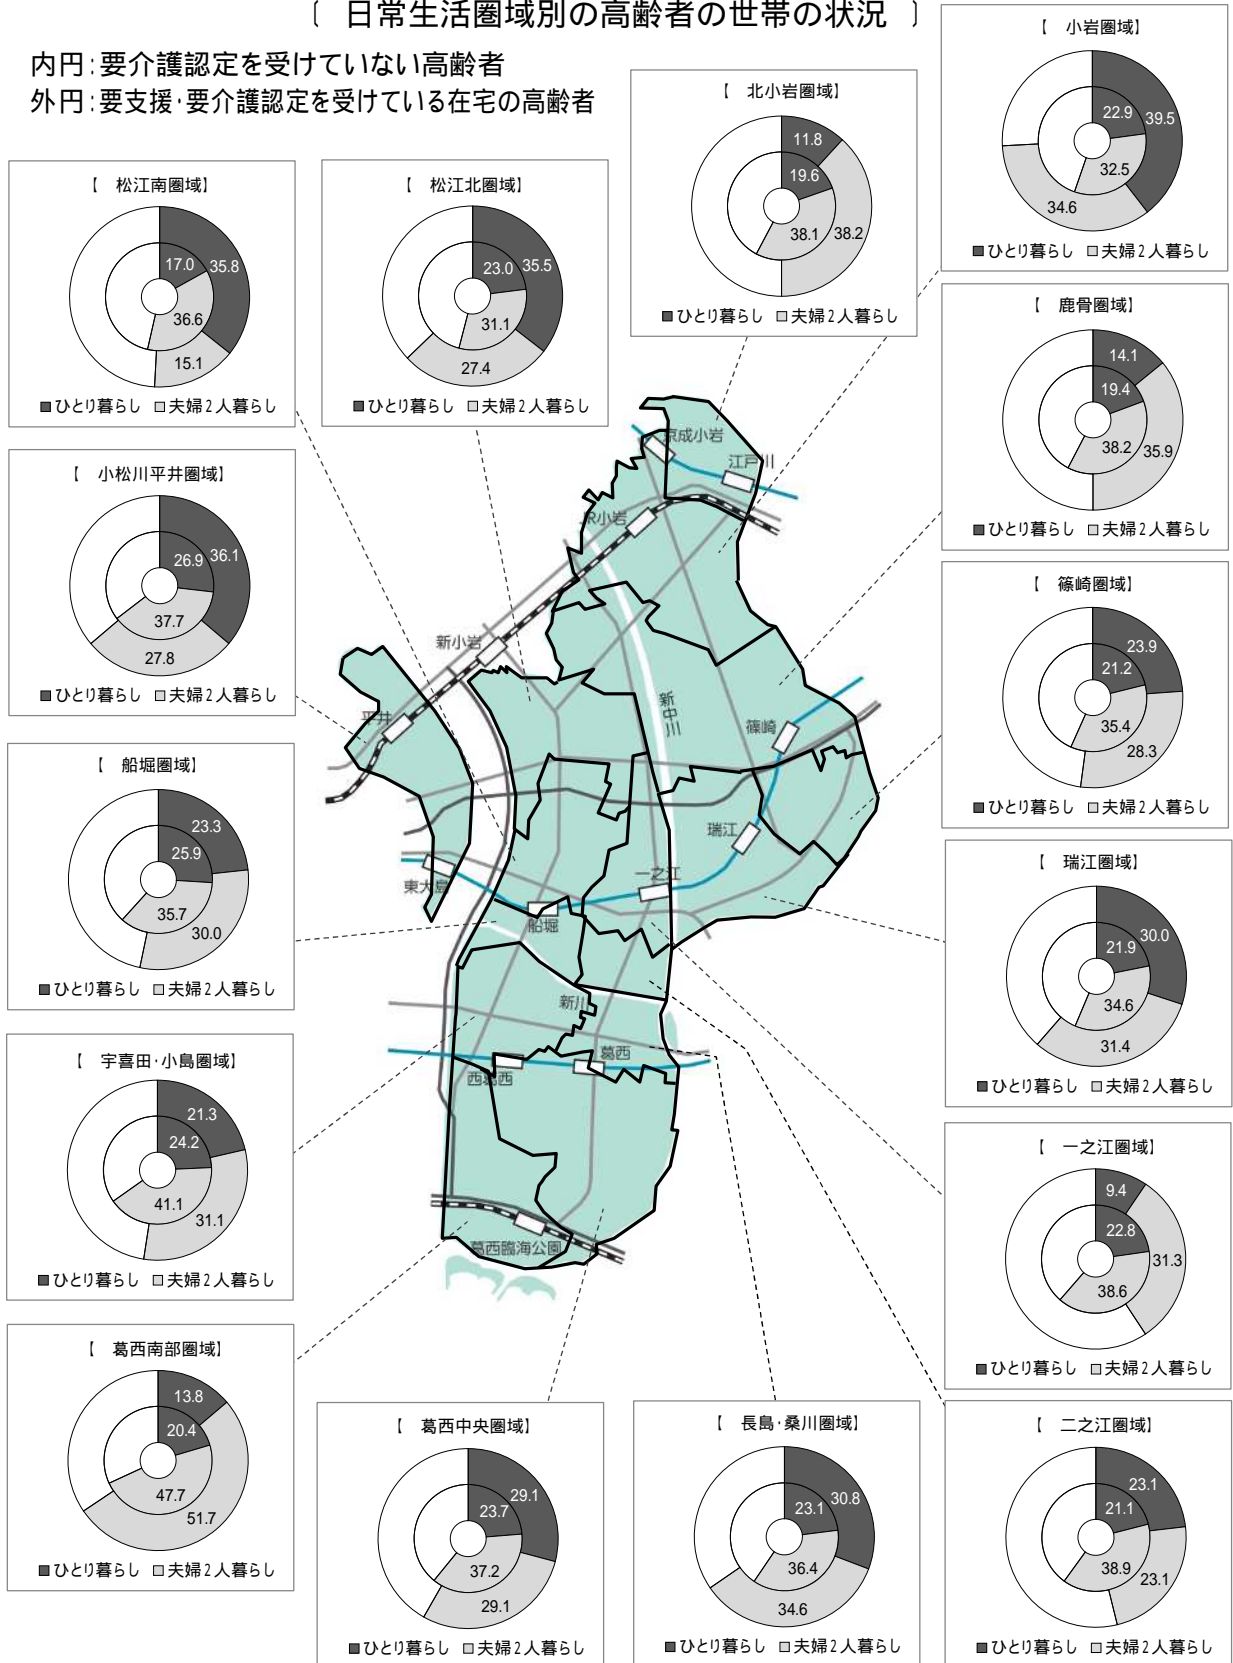 〔 日常生活圏域別の高齢者の世帯の状況 〕
内円:要介護認定を受けていない高齢者
外円:要支援・要介護認定を受けている在宅の高齢者
【 小岩圏域】
22.9 39.5
32.5
34.6
■ひとり暮らし □夫婦2人暮らし
【 北小岩圏域】
11.8
19.6
38.1 38.2
■ひとり暮らし □夫婦2人暮らし
【 松江南圏域】
17.0 35.8
36.6
15.1
■ひとり暮らし □夫婦2人暮らし
【 松江北圏域】
23.0 35.5
31.1
27.4
■ひとり暮らし □夫婦2人暮らし
【 鹿骨圏域】
14.1
19.4
38.2 35.9
■ひとり暮らし □夫婦2人暮らし
【 小松川平井圏域】
26.9 36.1
37.7
27.8
■ひとり暮らし □夫婦2人暮らし
【 篠崎圏域】
23.9
21.2
35.4
28.3
■ひとり暮らし □夫婦2人暮らし
【 船堀圏域】
23.3
25.9
35.7
30.0
■ひとり暮らし □夫婦2人暮らし
【 瑞江圏域】
30.0
21.9
34.6
31.4
■ひとり暮らし □夫婦2人暮らし
【 宇喜田・小島圏域】
21.3
24.2
41.1
31.1
■ひとり暮らし □夫婦2人暮らし
【 一之江圏域】
9.4
22.8
31.3
38.6
■ひとり暮らし □夫婦2人暮らし
【 葛西南部圏域】
13.8
20.4
47.7
51.7
■ひとり暮らし □夫婦2人暮らし
【 葛西中央圏域】
29.1
23.7
37.2
29.1
■ひとり暮らし □夫婦2人暮らし
【 長島・桑川圏域】
30.8
23.1
36.4
34.6
■ひとり暮らし □夫婦2人暮らし
【 二之江圏域】
23.1
21.1
38.9 23.1
■ひとり暮らし □夫婦2人暮らし
京成小岩
江戸川
JR小岩
新小岩
平井
新中川
篠崎
瑞江
一之江
東大島
船堀
新川
葛西
西葛西
葛西臨海公園